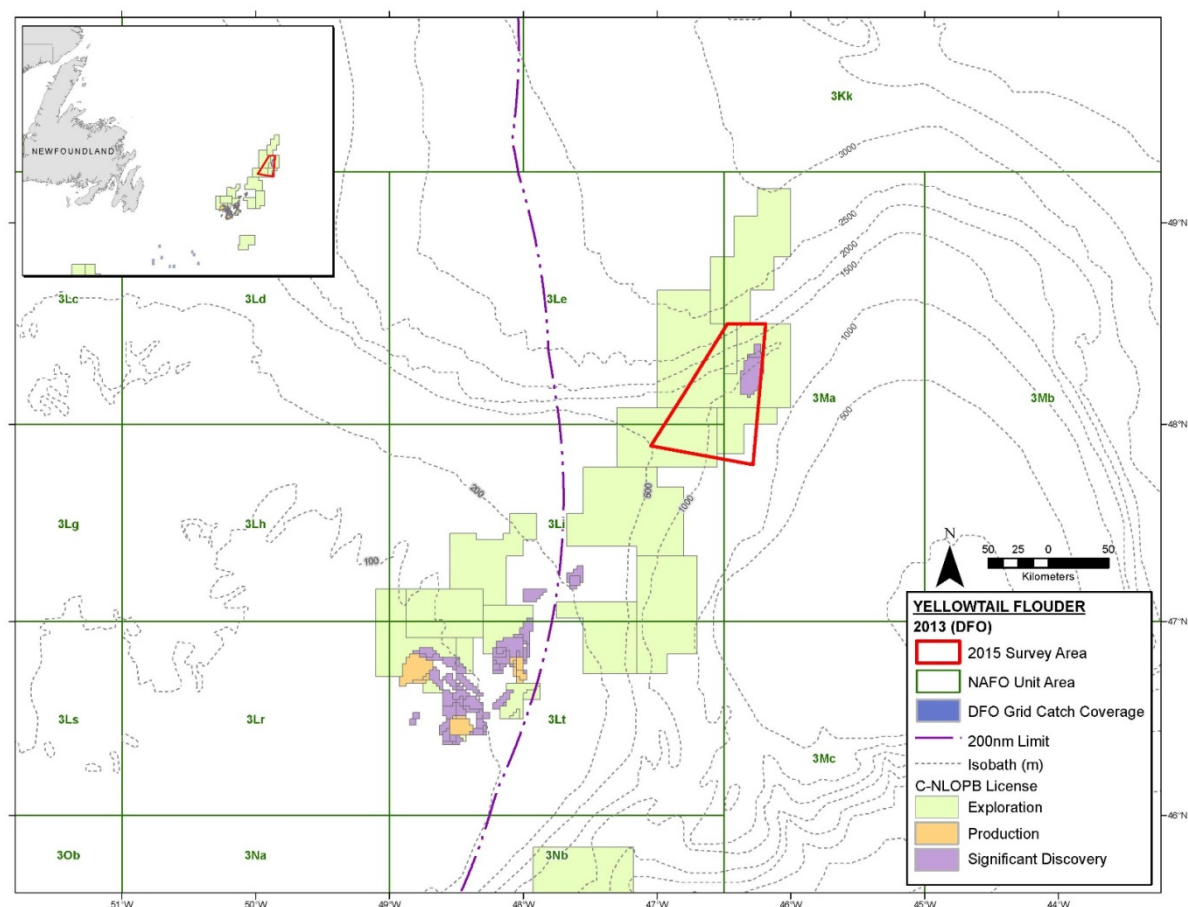 NEWFOUNDLAND
3Kk
3000
49°N
2500
2000
1500
3Lc
3Ld
3Le
1000
3Ma
3Mb
500
48°N
200
600
1000
3Lg
3Lh
3Li
100
N
50 25 0 50
Kilometers
47°N
3Ls
3Lr
3Lt
3Mc
46°N
3Ob
3Na
3Nb
YELLOWTAIL FLOUDER
2013 (DFO)
2015 Survey Area
NAFO Unit Area
DFO Grid Catch Coverage
200nm Limit
Isobath (m)
C-NLOPB License
Exploration
Production
Significant Discovery
51°W
50°W
49°W
48°W
47°W
46°W
45°W
44°W